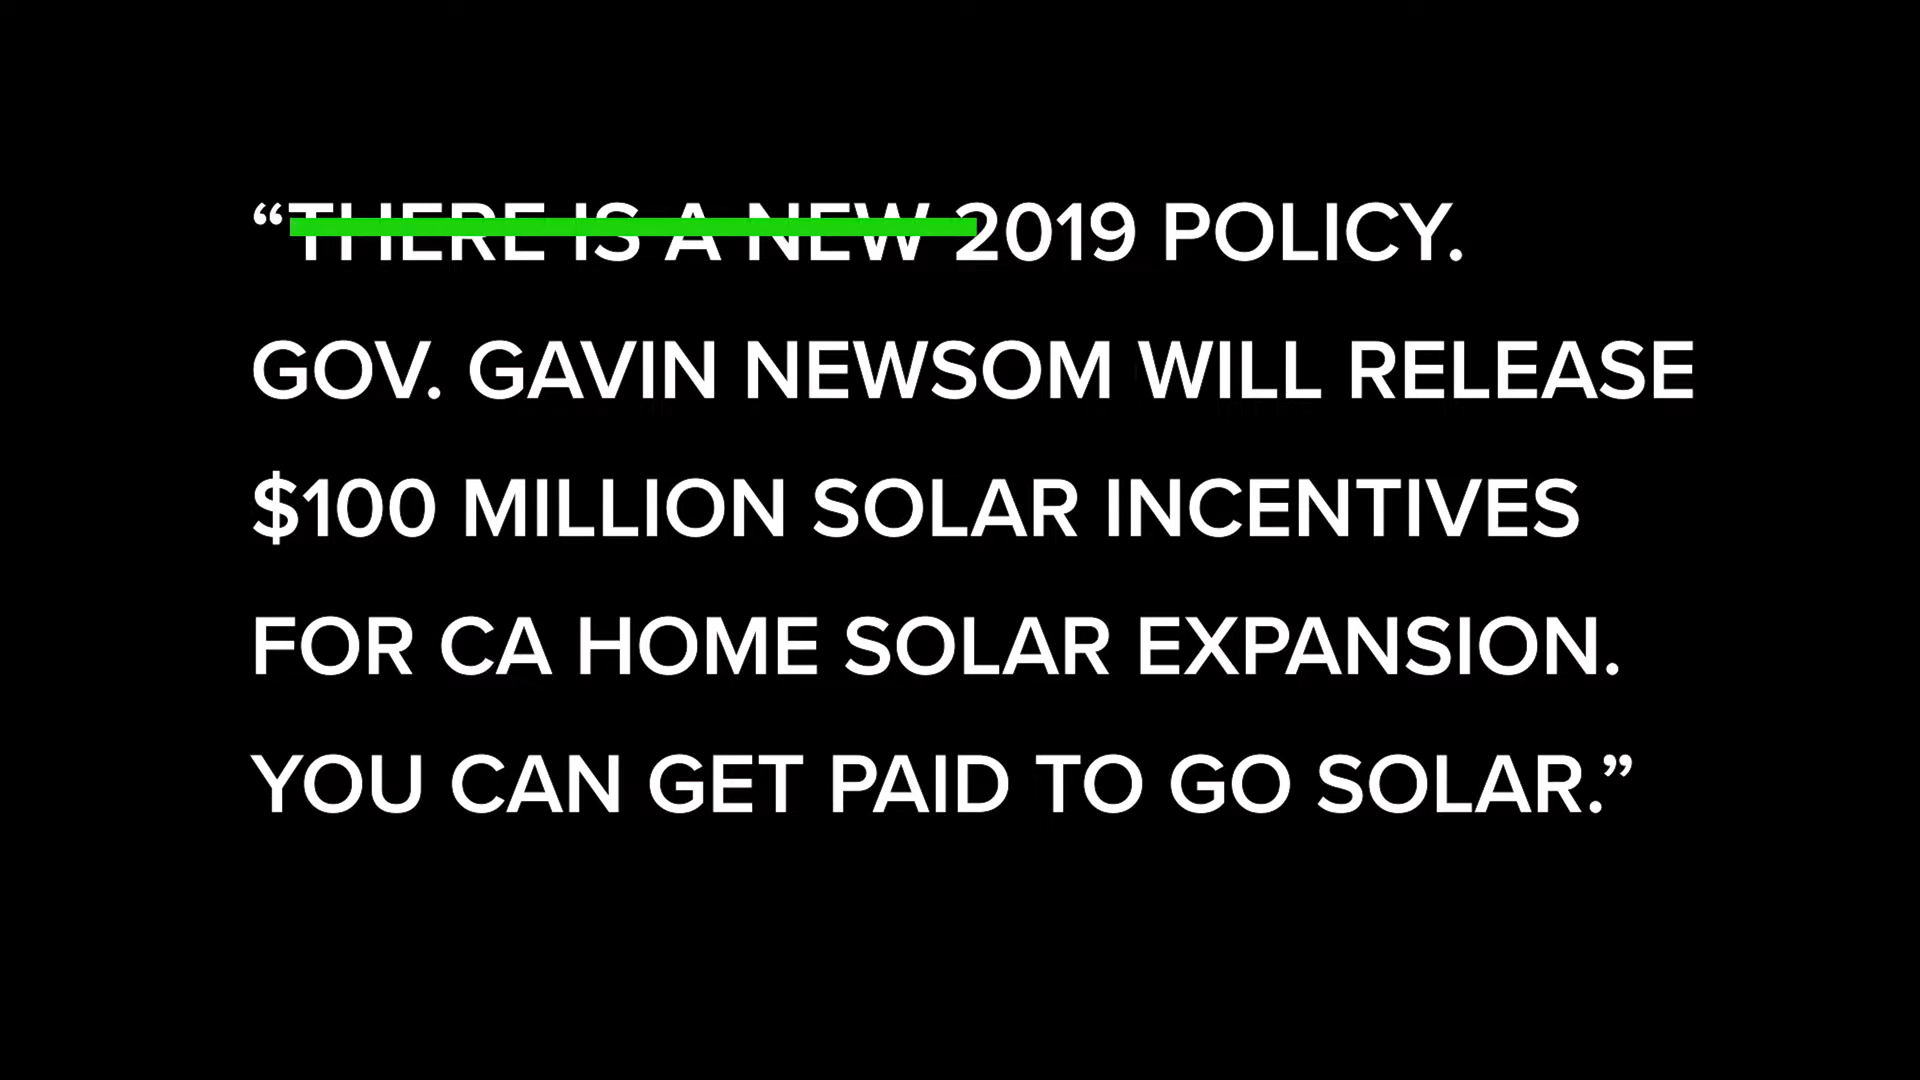 “THERE IS A NEW 2019 POLICY.
GOV. GAVIN NEWSOM WILL RELEASE
$100 MILLION SOLAR INCENTIVES
FOR CA HOME SOLAR EXPANSION.
YOU CAN GET PAID TO GO SOLAR.”